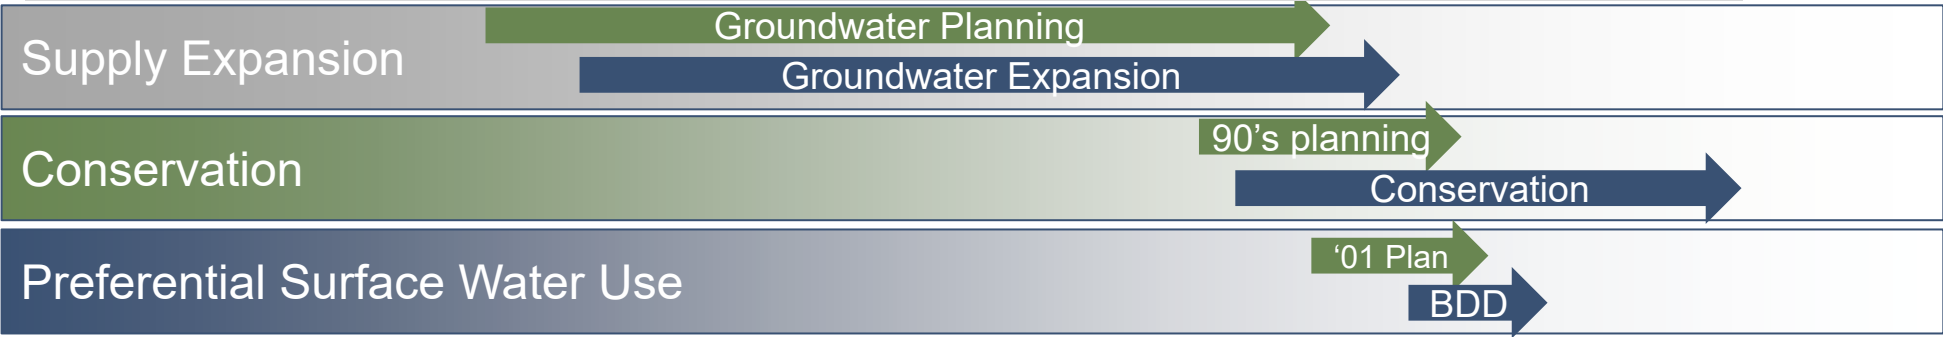 Supply Expansion
Groundwater Planning
Groundwater Expansion
Conservation
90’s planning
Conservation
Preferential Surface Water Use
‘01 Plan
BDD